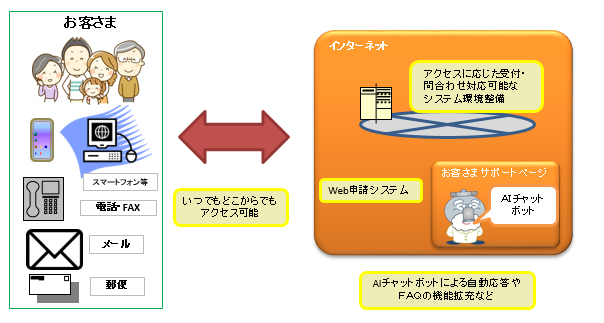 お客さま
スマートフォン等
電話・FAX
メール
郵便
いつでもどこからでも
アクセス可能
インターネット
アクセスに応じた受付・
問合わせ対応可能な
システム環境整備
Web申請システム
お客さまサポートページ
AIチャット
ボット
AIチャットボットによる自動応答や
FAQの機能拡充など